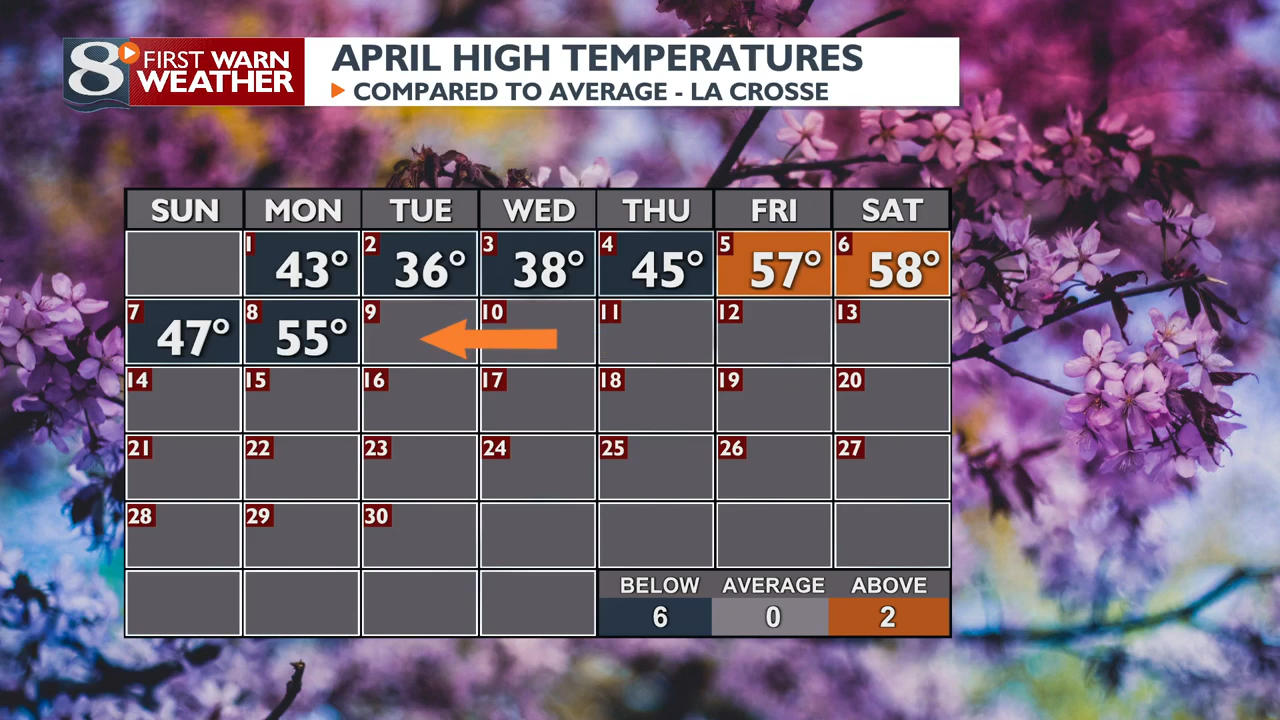 8 FIRST WARN
WEATHER
APRIL HIGH TEMPERATURES
COMPARED TO AVERAGE - LA CROSSE
SUN MON TUE WED THU FRI SAT
1 43° 2 36° 3 38° 4 45° 5 57° 6 58°
7 47° 8 55° 9 10 11 12 13
14 15 16 17 18 19 20
21 22 23 24 25 26 27
28 29 30
BELOW AVERAGE ABOVE
6 0 2